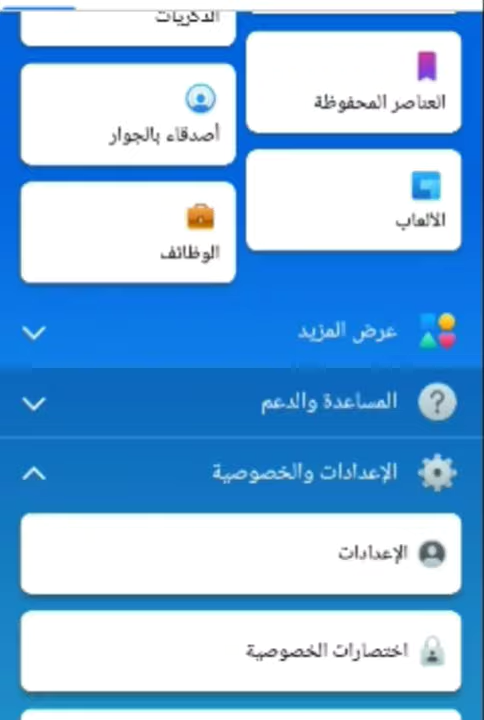 الذكريات
العناصر المحفوظة
أصدقاء بالجوار
الألعاب
الوظائف
عرض المزيد
المساعدة والدعم
الإعدادات والخصوصية
الإعدادات
اختصارات الخصوصية